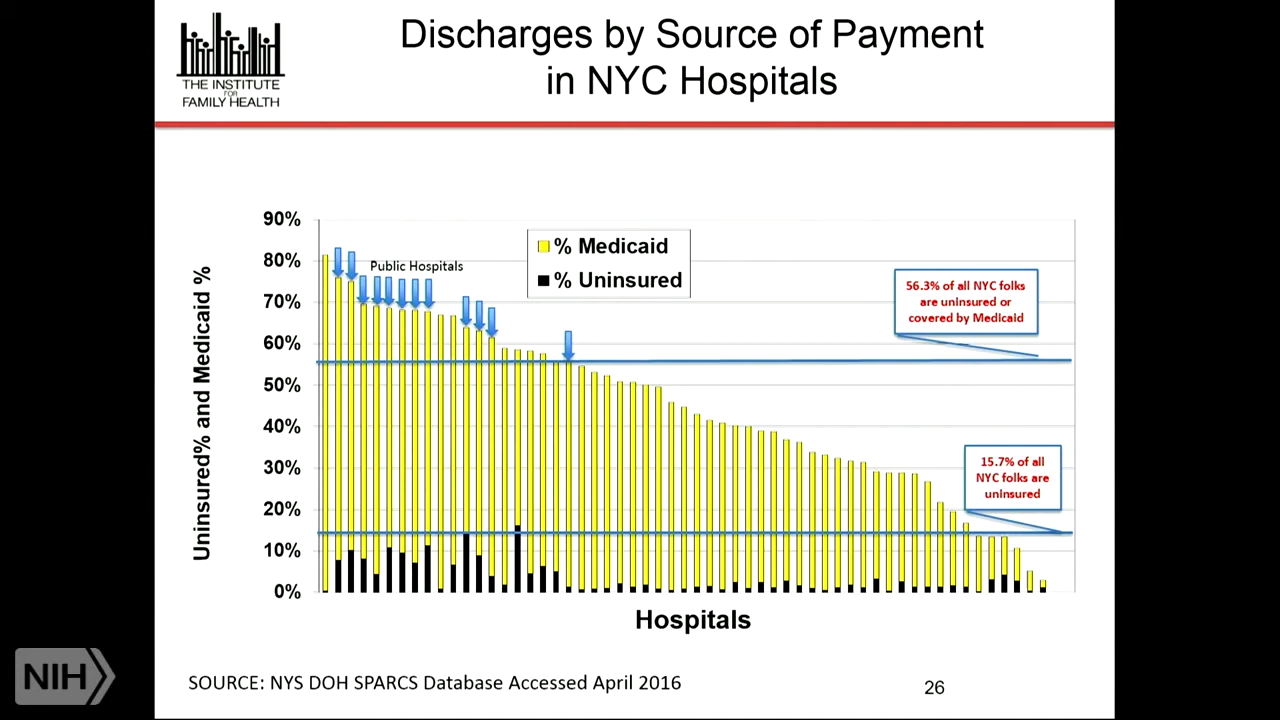 THE INSTITUTE
FOR
FAMILY HEALTH
Discharges by Source of Payment
in NYC Hospitals
Uninsured% and Medicaid %
90%
80%
70%
60%
50%
40%
30%
20%
10%
0%
Public Hospitals
% Medicaid
% Uninsured
56.3% of all NYC folks
are uninsured or
covered by Medicaid
15.7% of all
NYC folks are
uninsured
Hospitals
NIH
SOURCE: NYS DOH SPARCS Database Accessed April 2016
26